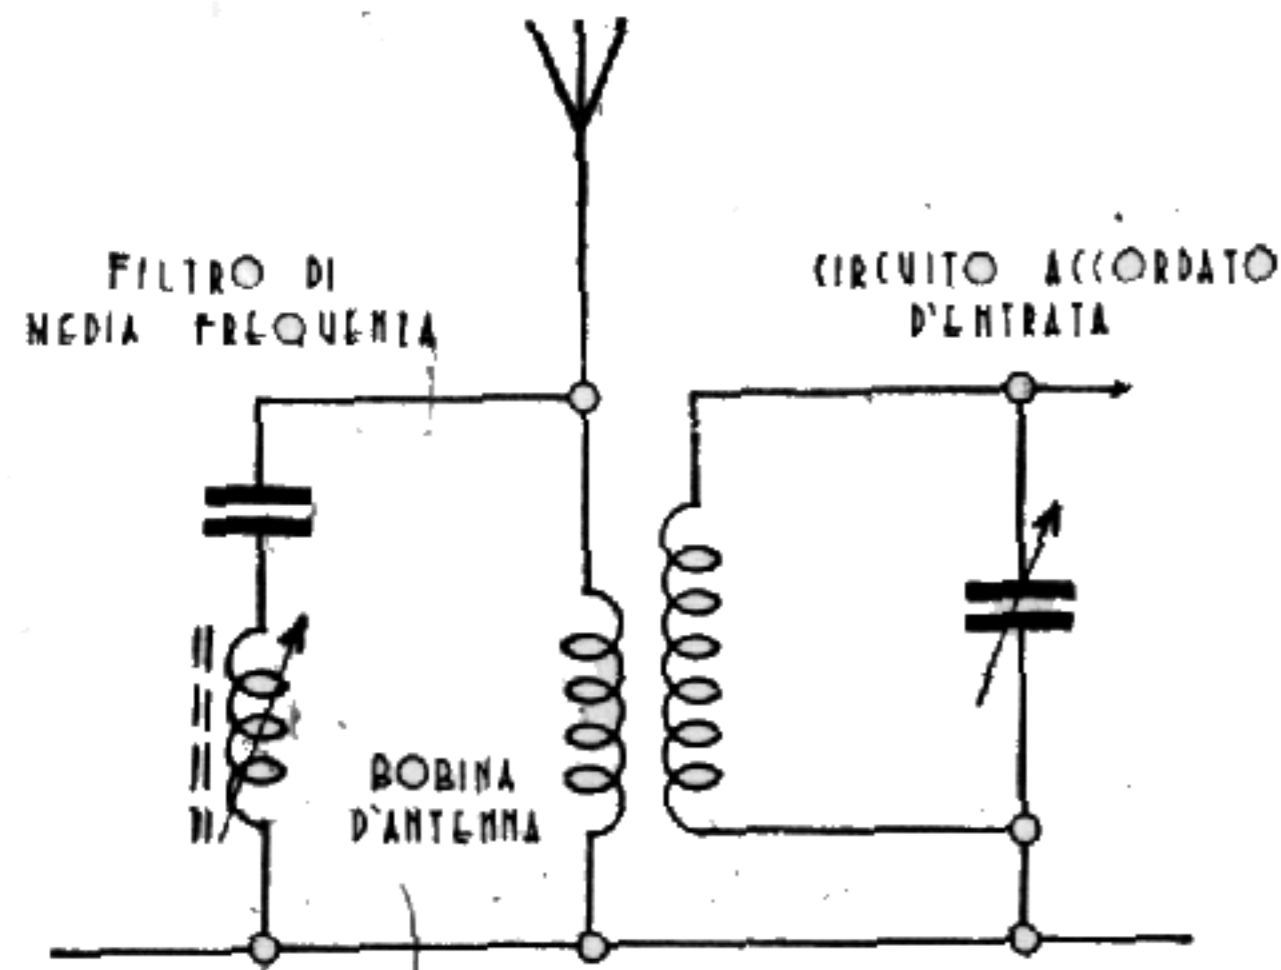 FILTRO DI
MEDIA FREQUENZA
CIRCUITO ACCORDATO
D'ENTRATA
BOBINA
D'ANTENNA